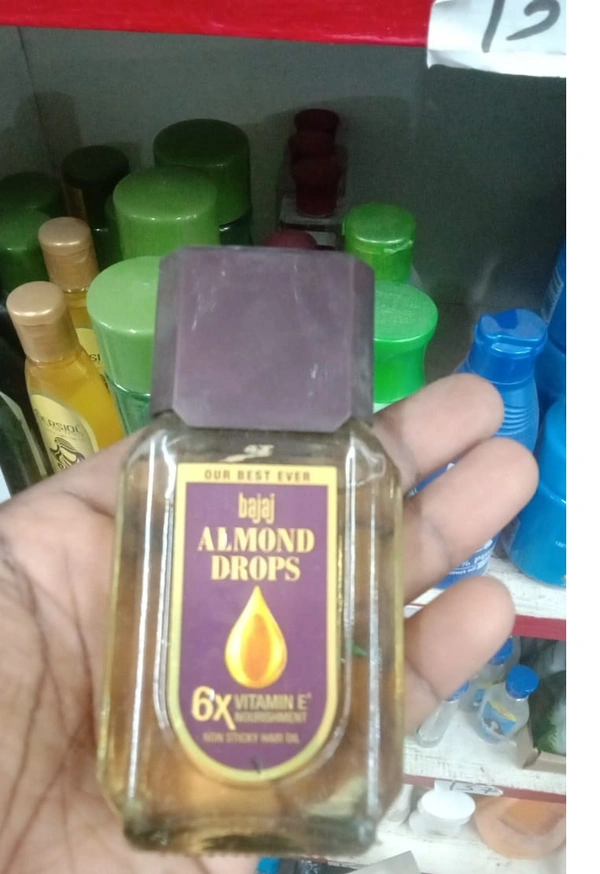 OUR BEST EVER
bajaj
ALMOND
DROPS
6X VITAMIN E*
NOURISHMENT
NON STICKY HAIR OIL